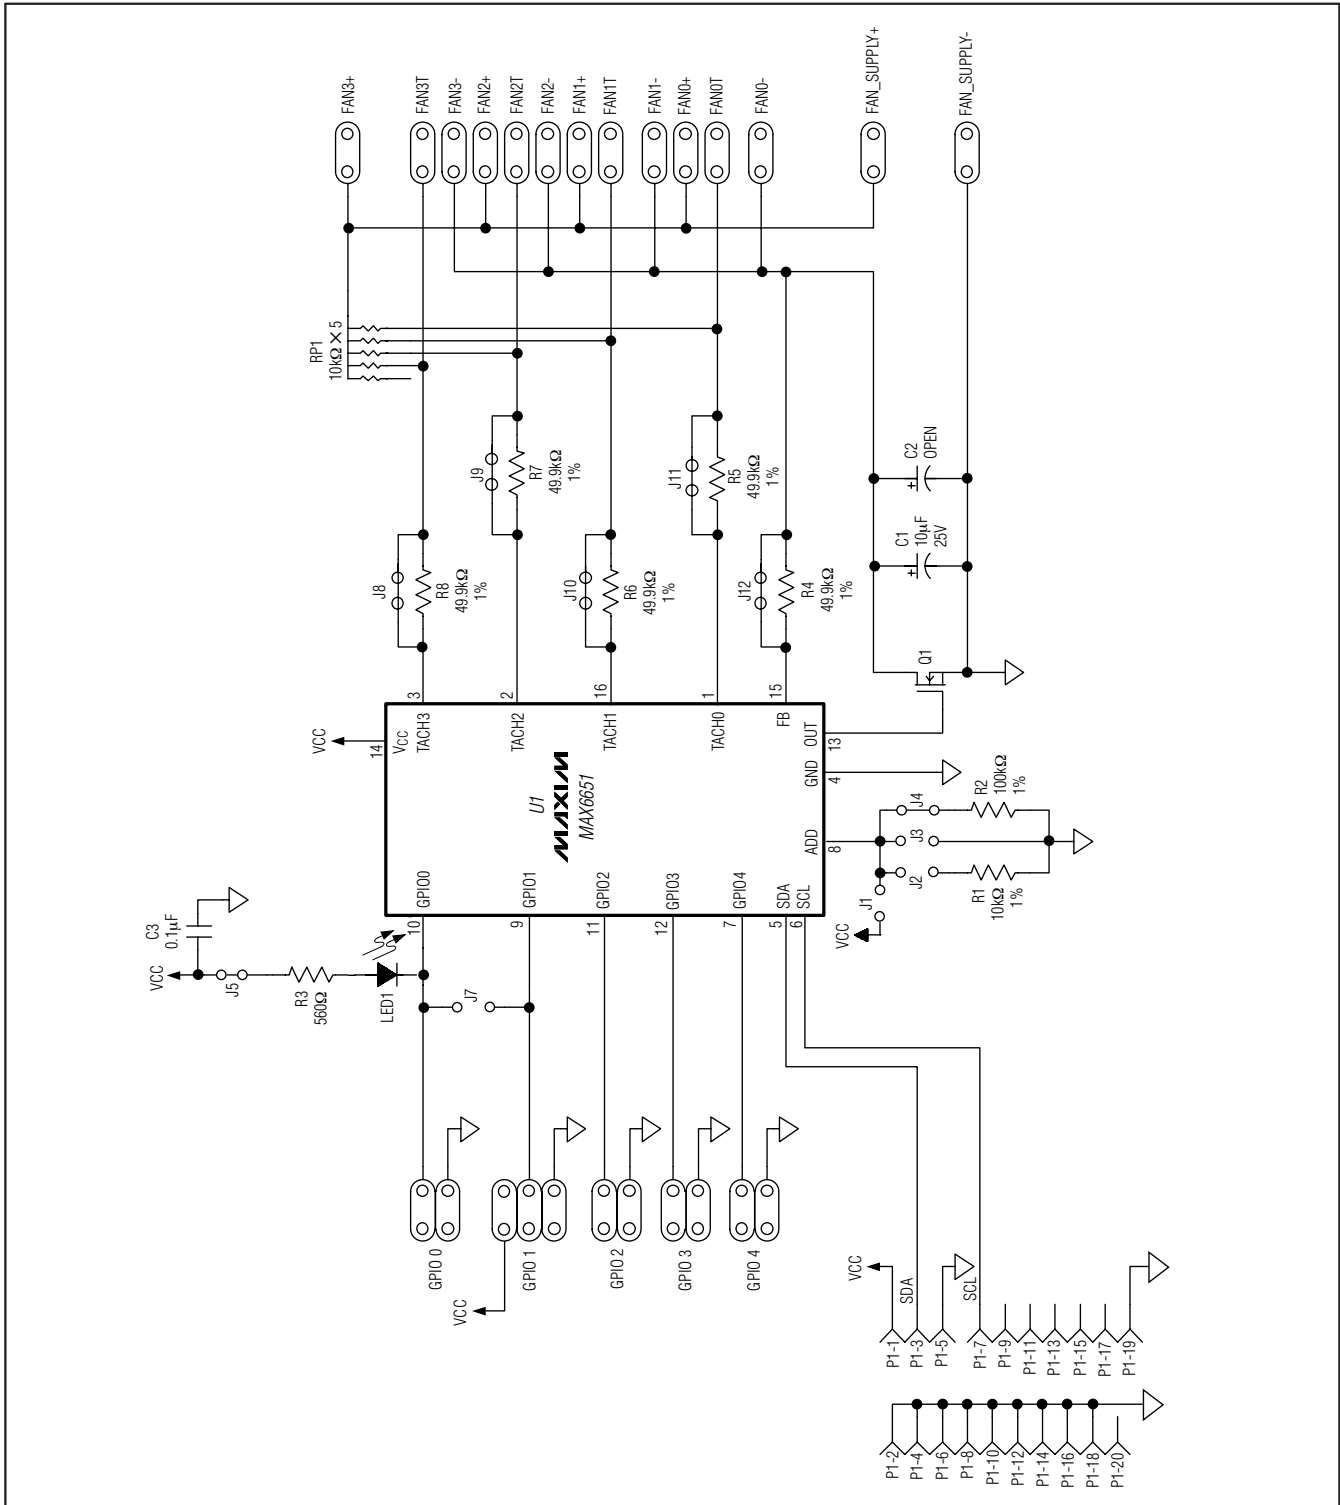 FAN3+
FAN3T
FAN3-
FAN2+
FAN2T
FAN2-
FAN1+
FAN1T
FAN1-
FAN0+
FAN0T
FAN0-
FAN_SUPPLY+
FAN_SUPPLY-
RP1
10kΩ × 5
J8
R8
49.9kΩ
1%
J9
R7
49.9kΩ
1%
J10
R6
49.9kΩ
1%
J11
R5
49.9kΩ
1%
J12
R4
49.9kΩ
1%
C1
10µF
25V
C2
OPEN
Q1
VCC
14
VCC
3
TACH3
2
TACH2
16
TACH1
1
TACH0
15
FB
13
OUT
4
GND
8
ADD
U1
MAXIM
MAX6651
10
GPIO0
9
GPIO1
11
GPIO2
12
GPIO3
7
GPIO4
5
SDA
6
SCL
J4
R2
100kΩ
1%
J3
J2
R1
10kΩ
1%
J1
VCC
C3
0.1µF
VCC
J5
R3
560Ω
LED1
J7
GPIO 0
GPIO 1
VCC
GPIO 2
GPIO 3
GPIO 4
VCC
SDA
SCL
P1-1
P1-3
P1-5
P1-7
P1-9
P1-11
P1-13
P1-15
P1-17
P1-19
P1-2
P1-4
P1-6
P1-8
P1-10
P1-12
P1-14
P1-16
P1-18
P1-20